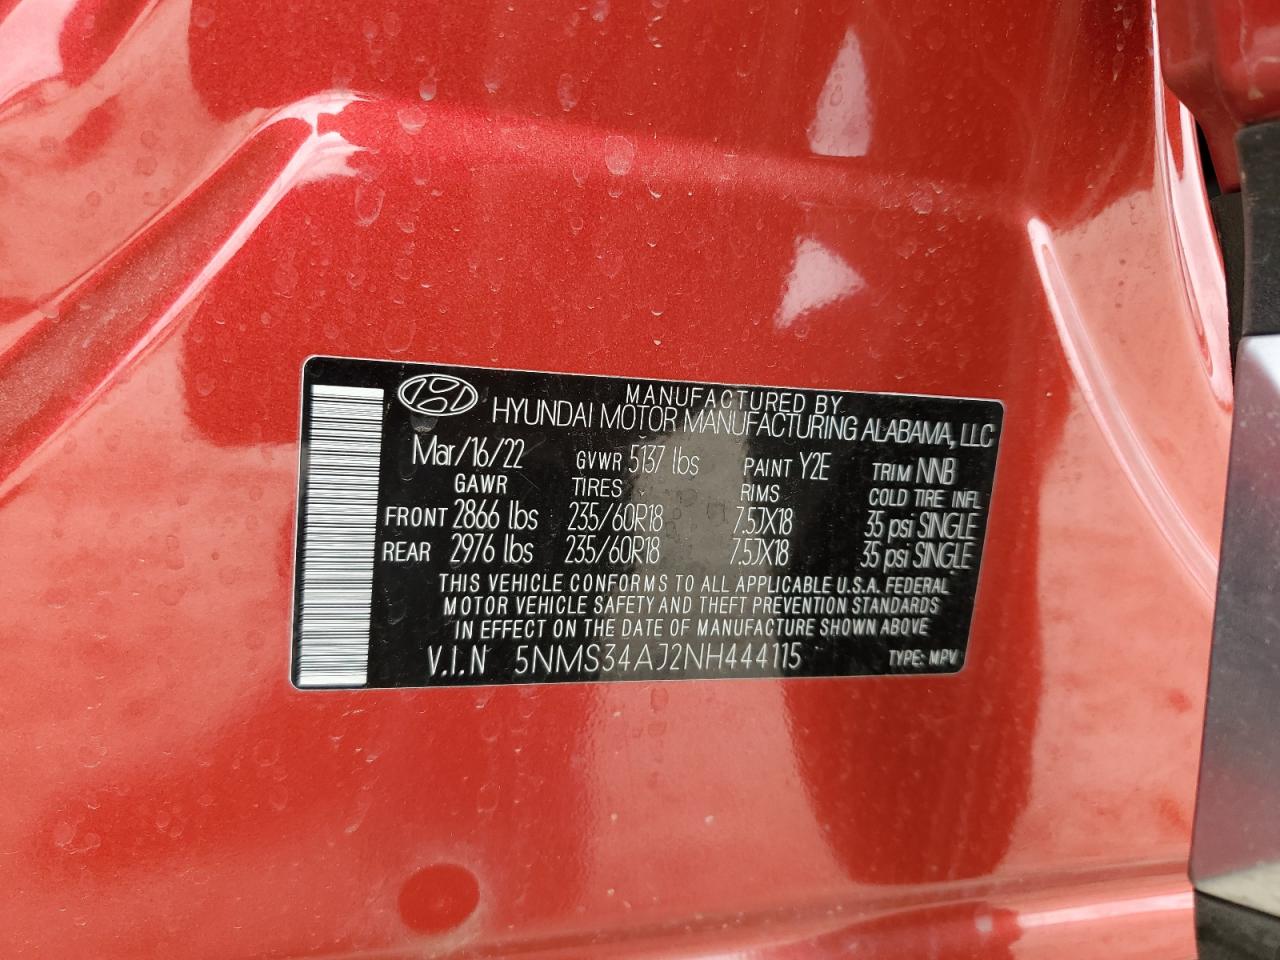 MANUFACTURED BY
HYUNDAI MOTOR MANUFACTURING ALABAMA, LLC
Mar/16/22 GVWR 5137 lbs PAINT Y2E TRIM NNB
GAWR TIRES RIMS COLD TIRE INFL
FRONT 2866 lbs 235/60R18 7.5JX18 35 psi SINGLE
REAR 2976 lbs 235/60R18 7.5JX18 35 psi SINGLE
THIS VEHICLE CONFORMS TO ALL APPLICABLE U.S.A. FEDERAL
MOTOR VEHICLE SAFETY AND THEFT PREVENTION STANDARDS
IN EFFECT ON THE DATE OF MANUFACTURE SHOWN ABOVE
V.I.N 5NMS34AJ2NH444115 TYPE: MPV